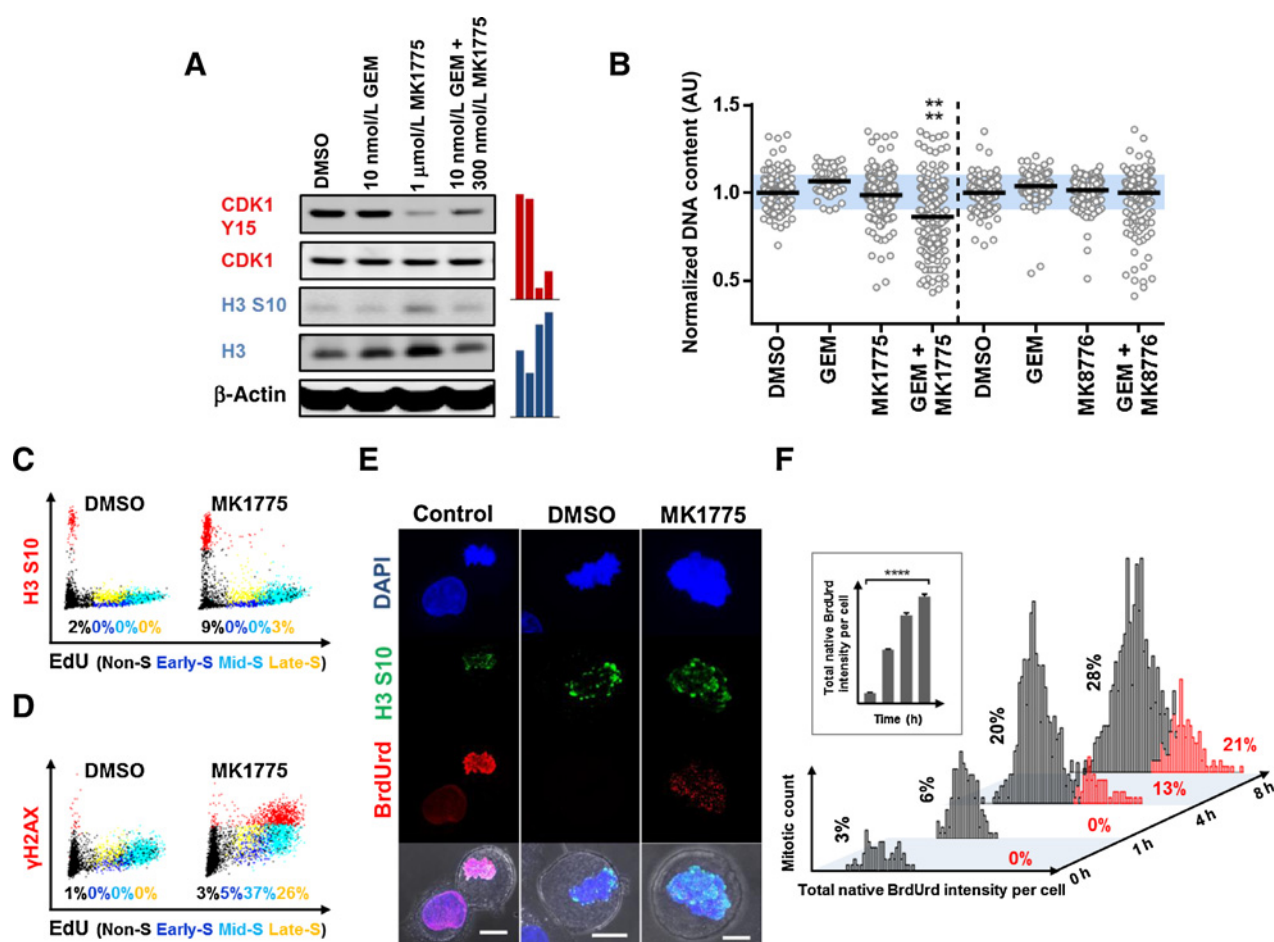 A
DMSO
10 nmol/L GEM
1 μmol/L MK1775
10 nmol/L GEM +
300 nmol/L MK1775
CDK1
Y15
CDK1
H3 S10
H3
β-Actin
B
Normalized DNA content (AU)
1.5
1.0
0.5
**
**
DMSO
GEM
MK1775
GEM +
MK1775
DMSO
GEM
MK8776
GEM +
MK8776
C
H3 S10
DMSO
MK1775
2%0%0%0%
9%0%0%3%
EdU (Non-S Early-S Mid-S Late-S)
D
γH2AX
DMSO
MK1775
1%0%0%0%
3%5%37%26%
EdU (Non-S Early-S Mid-S Late-S)
E
Control
DMSO
MK1775
DAPI
H3 S10
BrdUrd
F
Total native BrdUrd
intensity per cell
****
Time (h)
Mitotic count
3%
6%
20%
28%
0%
0%
13%
21%
0 h
1 h
4 h
8 h
Total native BrdUrd intensity per cell